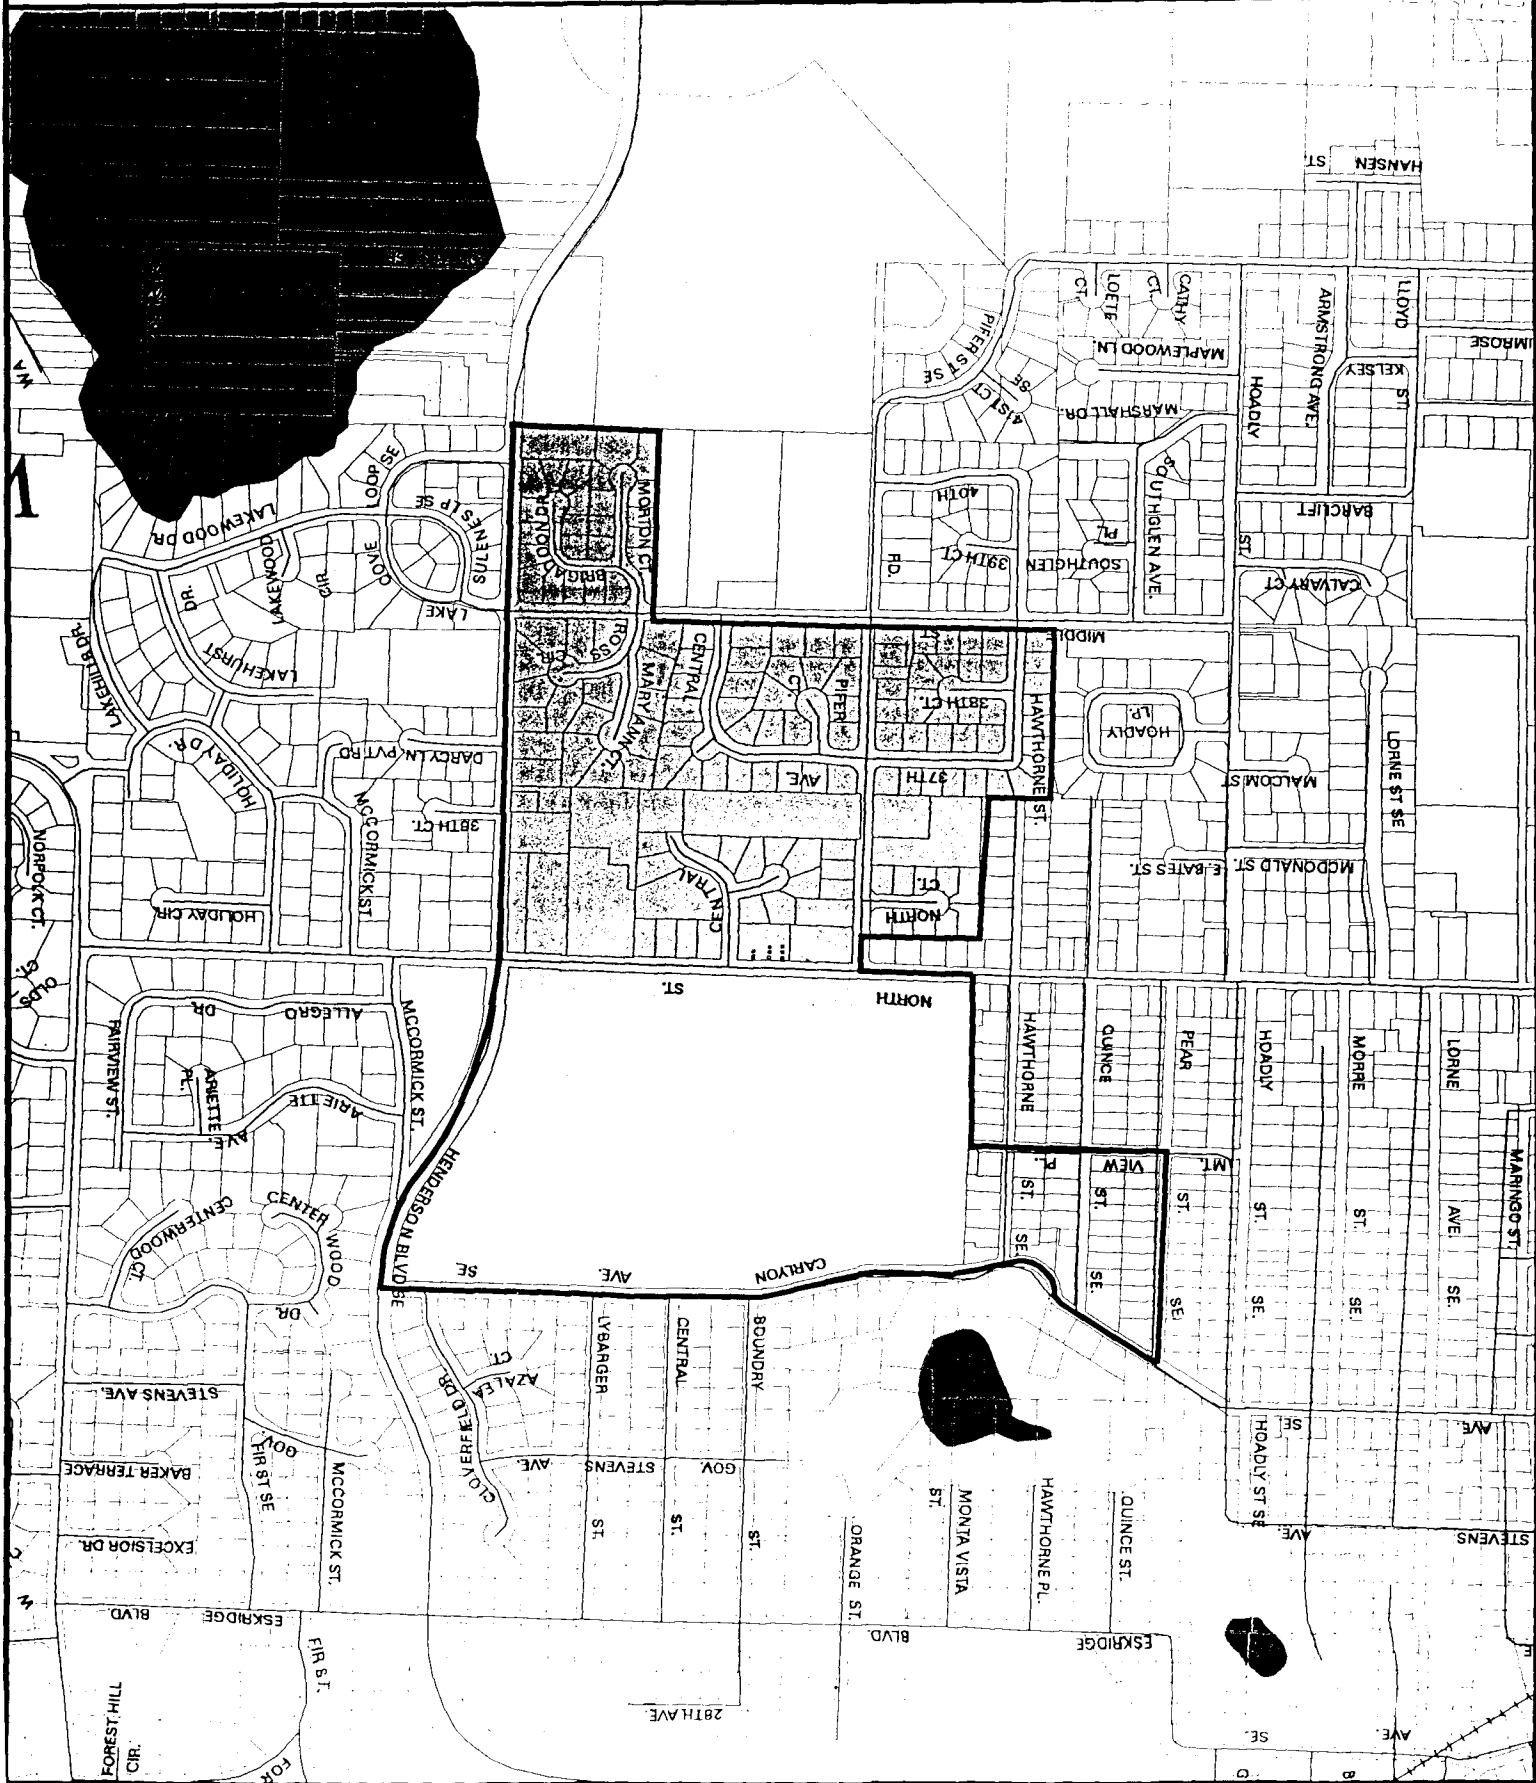 HANSEN ST.
CATHY CT
LOETE CT.
LLOYD ST.
ARMSTRONG AVE.
PIFER ST SE
MAPLEWOOD LN.
KELSEY
HOADLY ST.
41ST CT SE
MARSHALL DR.
LAKEWOOD DR.
LOOP SE
COVIE
MORTON CT.
40TH
39TH CT
RD.
SOUTHGLEN PL.
SOUTHGLEN AVE.
BARCLIFT
CALVARY CT
LAKEWOOD CIR.
LAKE
LAKEHURST DR.
ROSS CIR.
MIDDLE
CENTRAL
MARY ANN CT.
PIFER CT.
38TH CT.
HAWTHORNE ST.
HOADLY LP.
HOLIDAY DR.
DARCY LN PVT RD
37TH AVE
MALCOM ST
LORNE ST SE
38TH CT.
MCCORMICK ST
MCDONALD ST.
E. BATES ST.
NORFOLK CT.
HOLIDAY CIR.
CENTRAL
NORTH CT.
OLDS ST.
NORTH ST.
ALLEGRO DR.
MCCORMICK ST.
FAIRVIEW ST.
ARIETTE PL.
ARIETTE AVE.
HAWTHORNE ST. SE
QUINCE ST. SE
PEAR ST. SE
HOADLY ST. SE.
MORRE ST. SE.
LORNE AVE. SE
MARINGO ST.
MT. VIEW PL.
HENDERSON BLVD SE
CENTERWOOD CT.
CENTER WOOD DR.
CARLYON AVE. SE
LYBARGER ST.
CENTRAL ST.
BOUNDRY ST.
AZALEA CT.
CLOVERFIELD DR.
STEVENS AVE.
GOV. STEVENS AVE.
GOV.
BAKER TERRACE
FIR ST SE
MCCORMICK ST.
EXCELSIOR DR.
ORANGE ST.
MONTA VISTA ST.
HAWTHORNE PL.
QUINCE ST.
HOADLY ST SE
AVE SE
STEVENS AVE.
ESKRIDGE BLVD.
ESKRIDGE BLVD.
FIR ST.
28TH AVE.
FOREST HILL CIR.
AVE. SE.